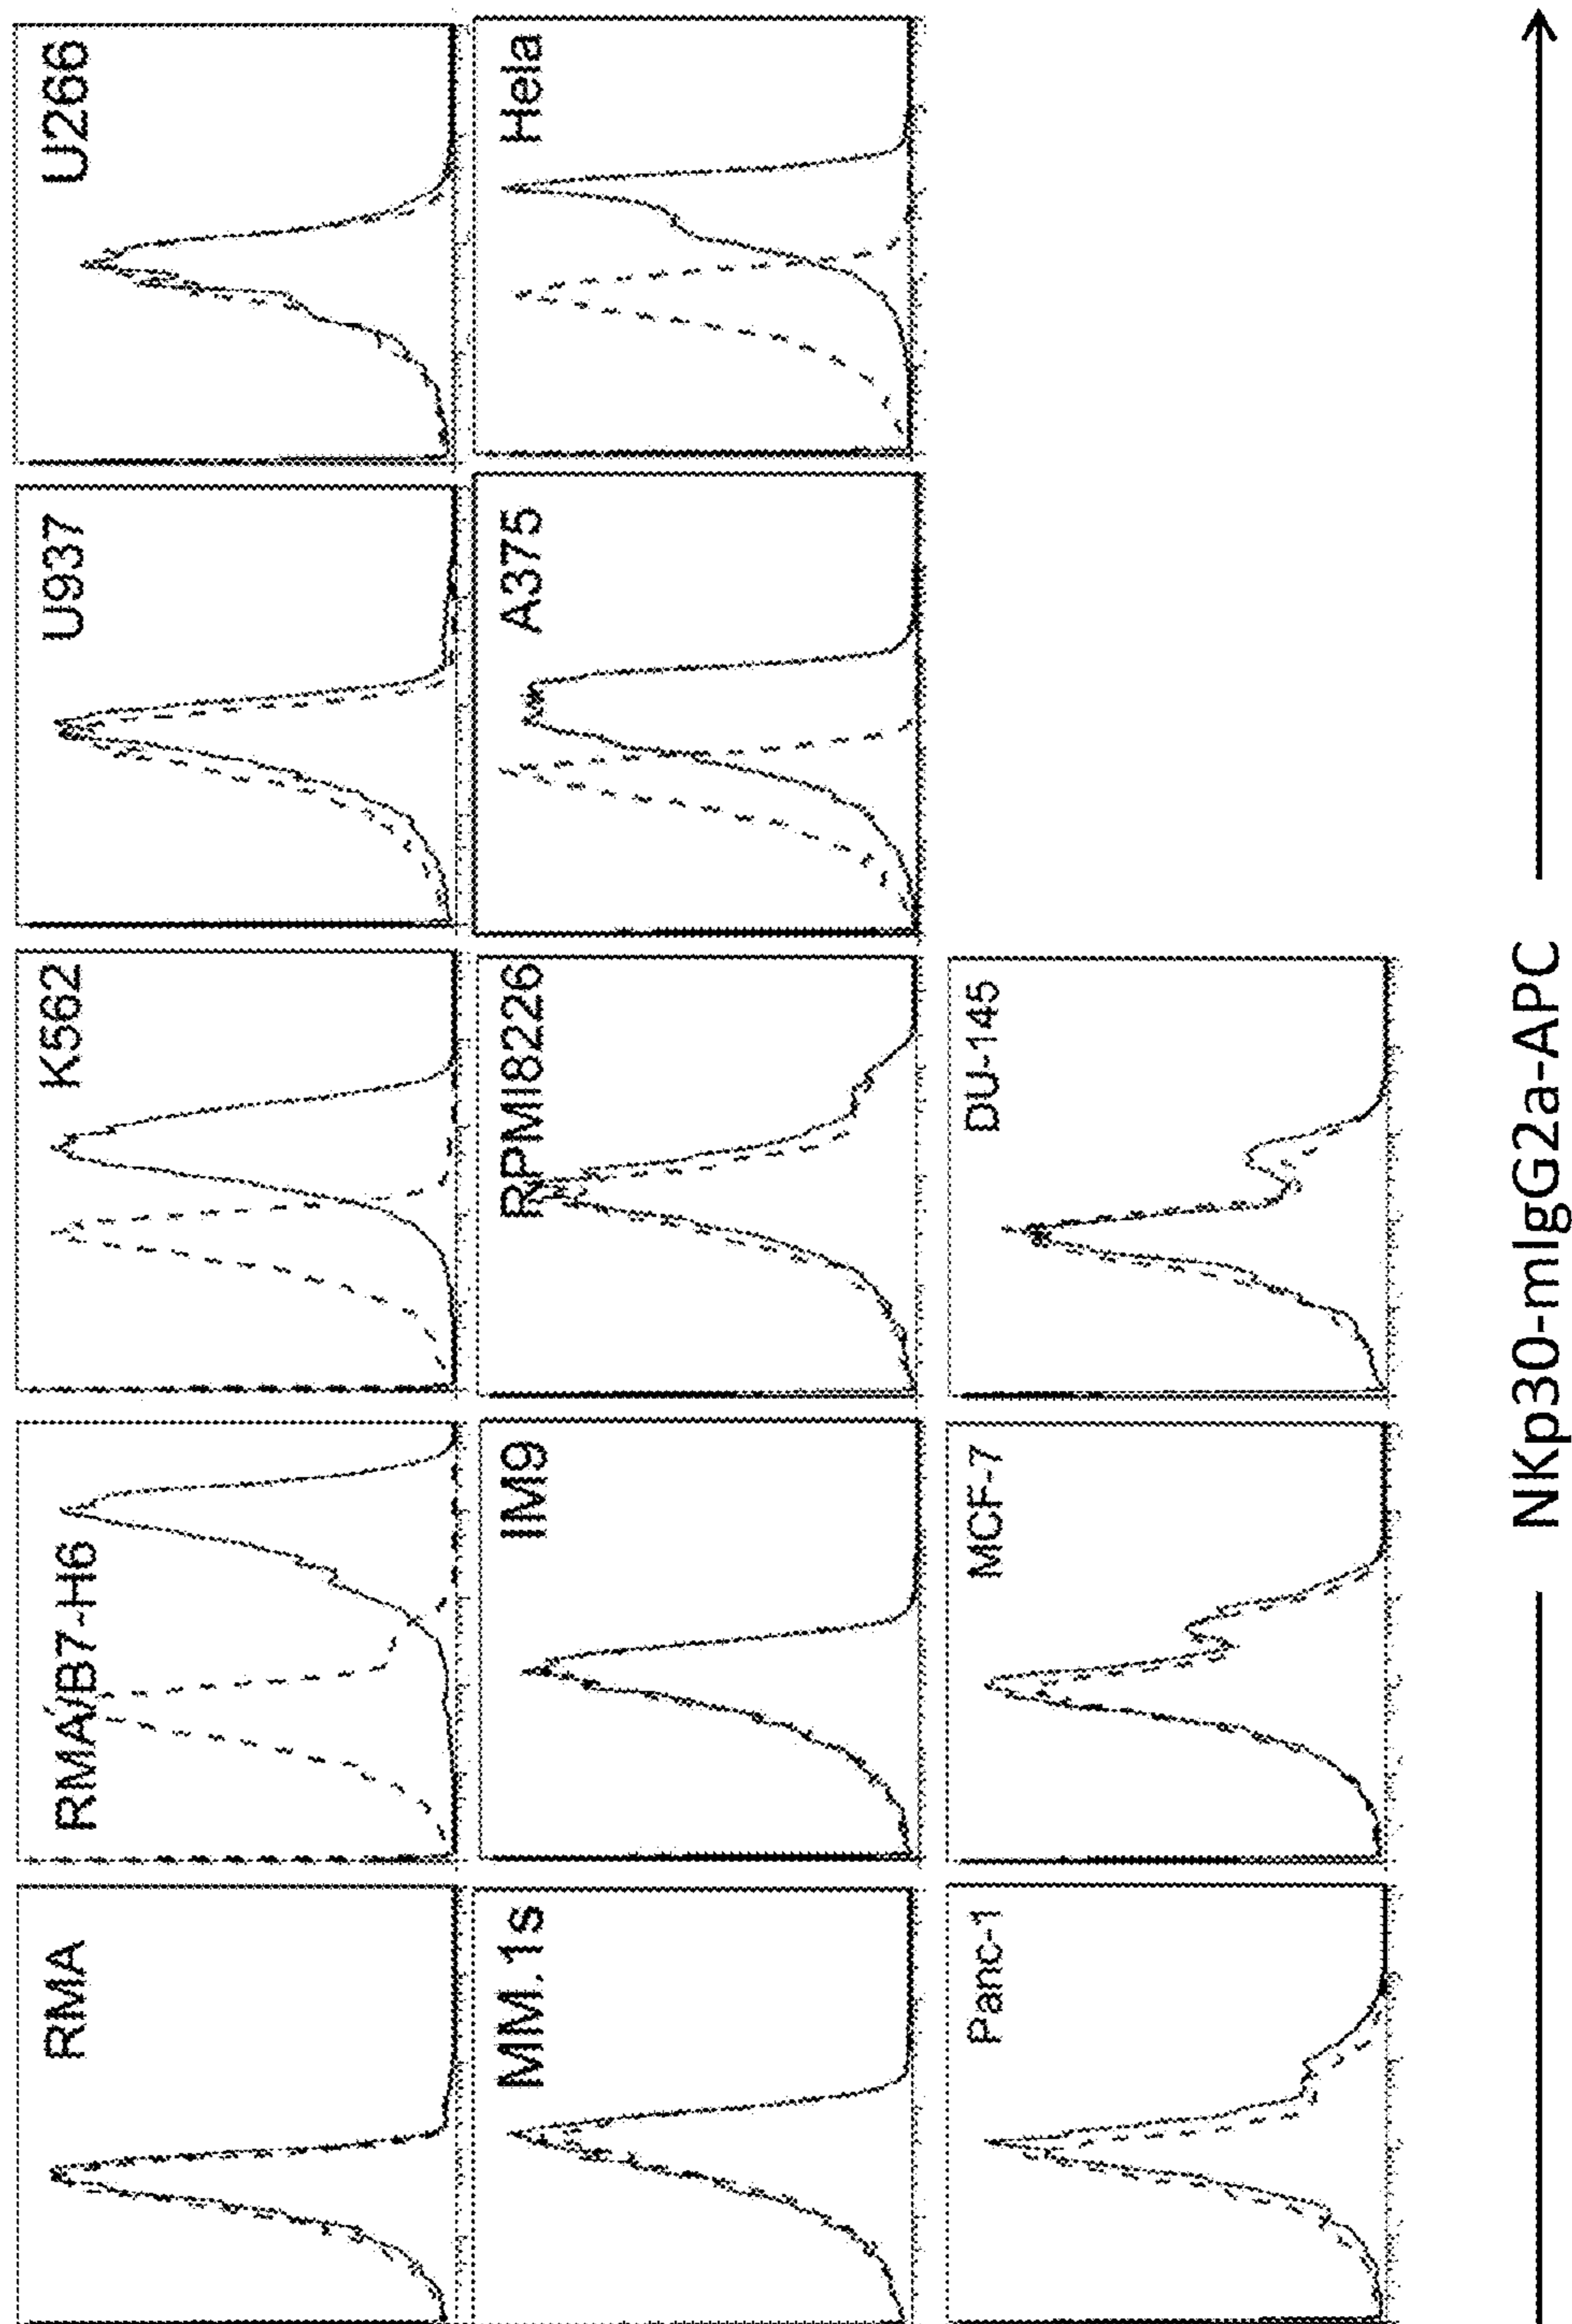 RMA
RMA/B7-H6
K562
U937
U266
MM.1s
IM9
RPMI8226
A375
Hela
Panc-1
MCF-7
DU-145
NKp30-mIgG2a-APC